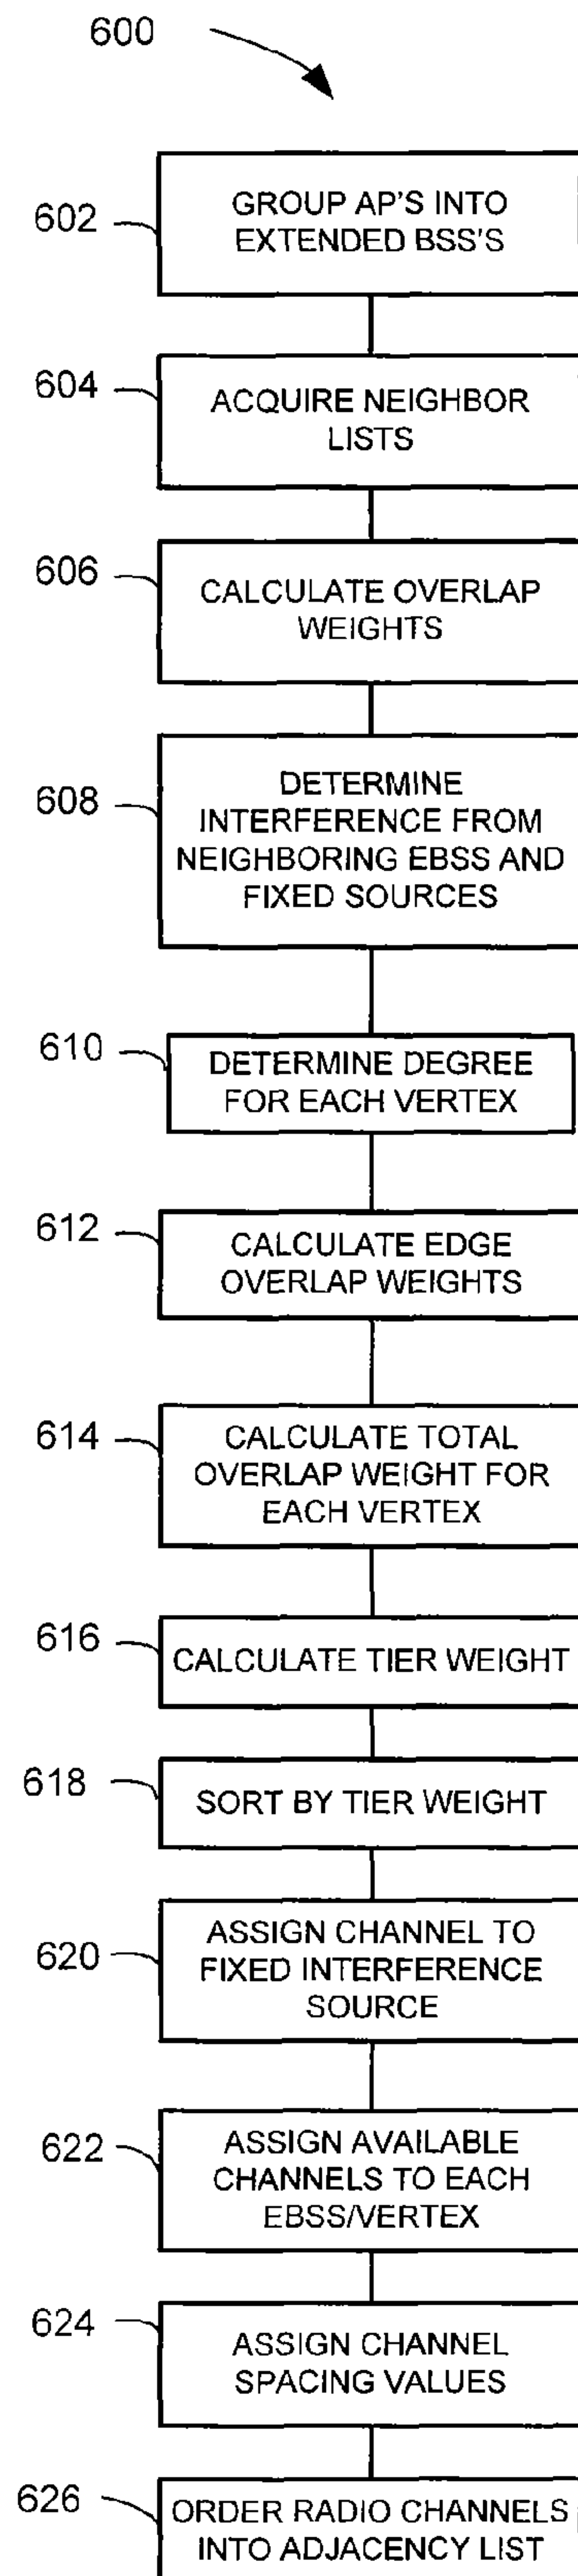 600
602
GROUP AP'S INTO
EXTENDED BSS'S
604
ACQUIRE NEIGHBOR
LISTS
606
CALCULATE OVERLAP
WEIGHTS
608
DETERMINE
INTERFERENCE FROM
NEIGHBORING EBSS AND
FIXED SOURCES
610
DETERMINE DEGREE
FOR EACH VERTEX
612
CALCULATE EDGE
OVERLAP WEIGHTS
614
CALCULATE TOTAL
OVERLAP WEIGHT FOR
EACH VERTEX
616
CALCULATE TIER WEIGHT
618
SORT BY TIER WEIGHT
620
ASSIGN CHANNEL TO
FIXED INTERFERENCE
SOURCE
622
ASSIGN AVAILABLE
CHANNELS TO EACH
EBSS/VERTEX
624
ASSIGN CHANNEL
SPACING VALUES
626
ORDER RADIO CHANNELS
INTO ADJACENCY LIST